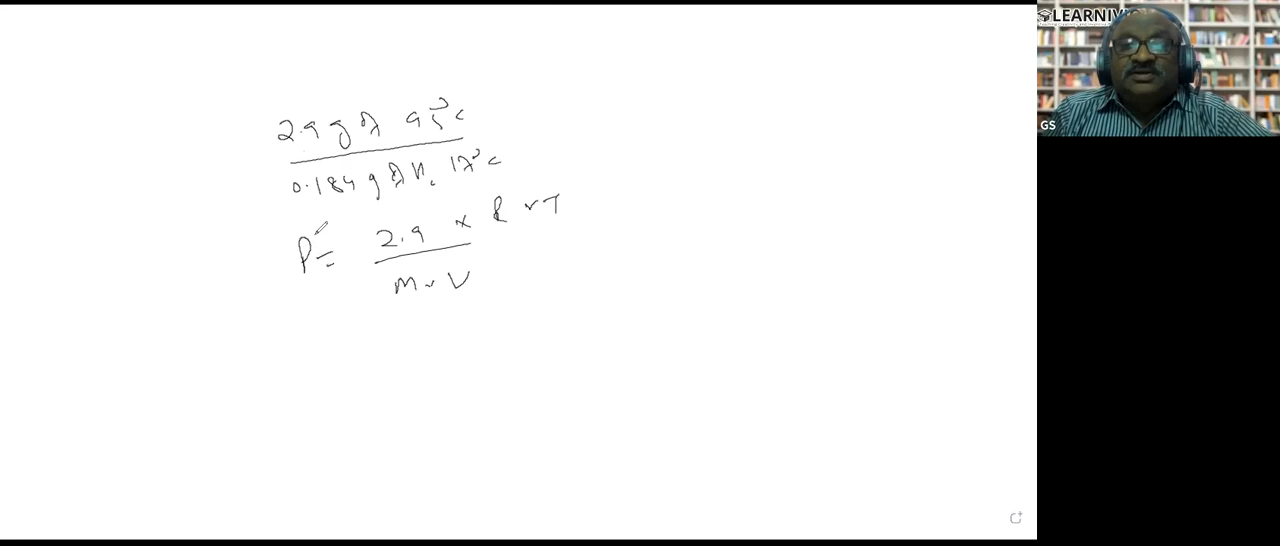 2.9 g of 95°C
0.184 g of H₂ 17°C
P = 2.9 × R × T
M × V
LEARNIV
GS